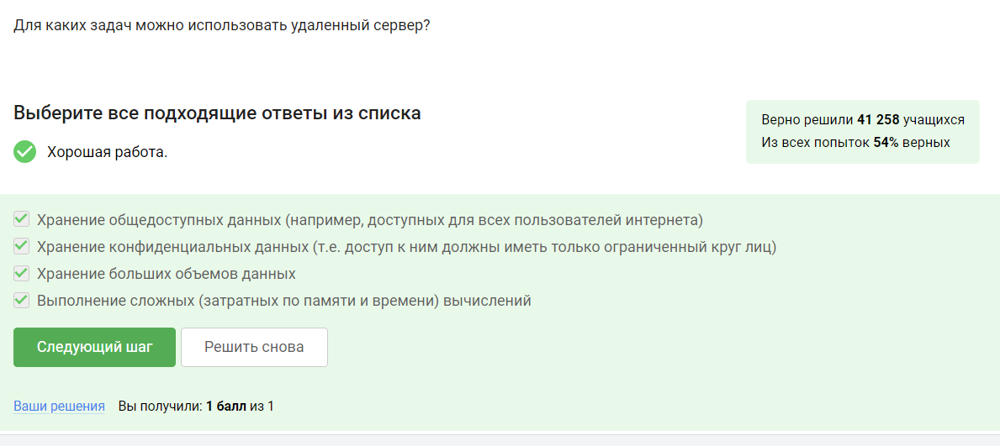 Для каких задач можно использовать удаленный сервер?
Выберите все подходящие ответы из списка
Верно решили 41 258 учащихся
Из всех попыток 54% верных
Хорошая работа.
Хранение общедоступных данных (например, доступных для всех пользователей интернета)
Хранение конфиденциальных данных (т.е. доступ к ним должны иметь только ограниченный круг лиц)
Хранение больших объемов данных
Выполнение сложных (затратных по памяти и времени) вычислений
Следующий шаг Решить снова
Ваши решения Вы получили: 1 балл из 1